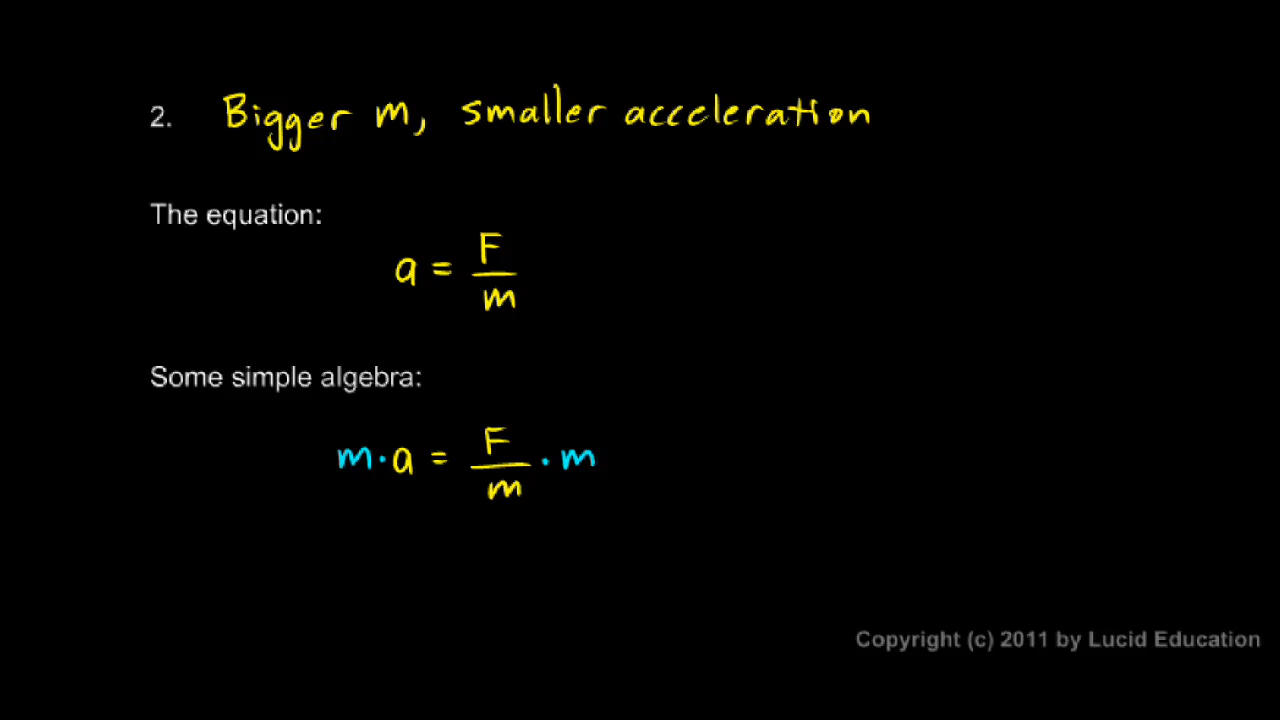 2. Bigger m, smaller acceleration
The equation:
a = F/m
Some simple algebra:
m · a = F/m · m
Copyright (c) 2011 by Lucid Education